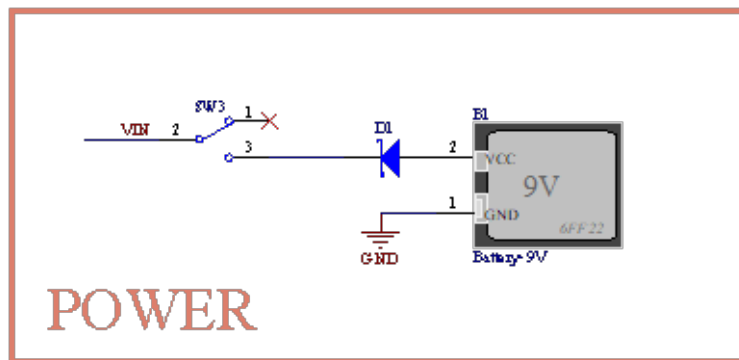 SW3
1
VIN
2
3
D1
B1
2
VCC
9V
1
GND
6FF22
GND
Battery-9V
POWER